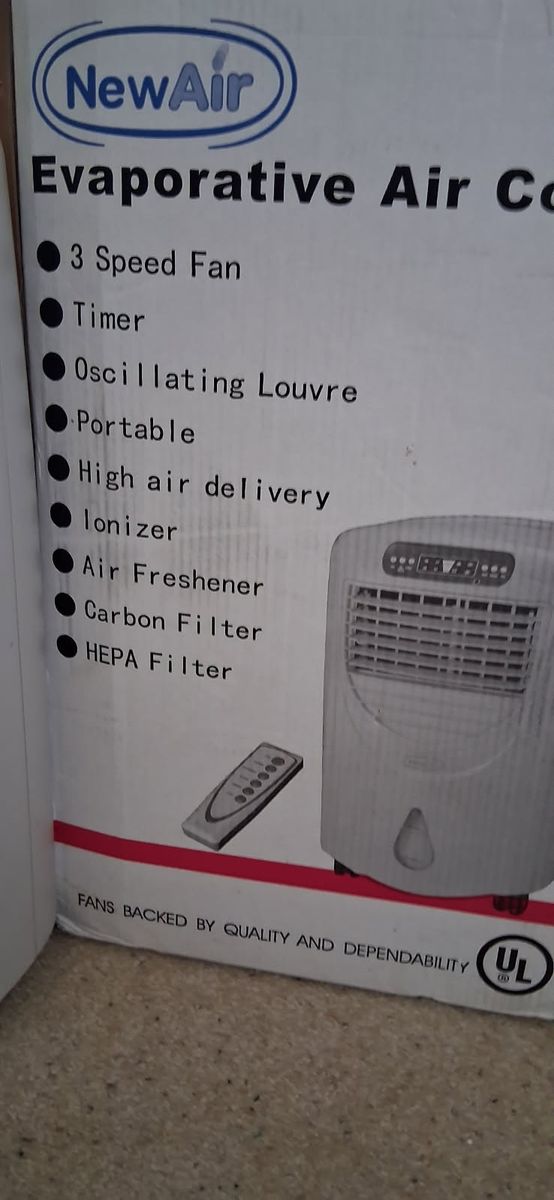 NewAir
Evaporative Air Co
3 Speed Fan
Timer
Oscillating Louvre
Portable
High air delivery
Ionizer
Air Freshener
Carbon Filter
HEPA Filter
FANS BACKED BY QUALITY AND DEPENDABILITY
UL
®